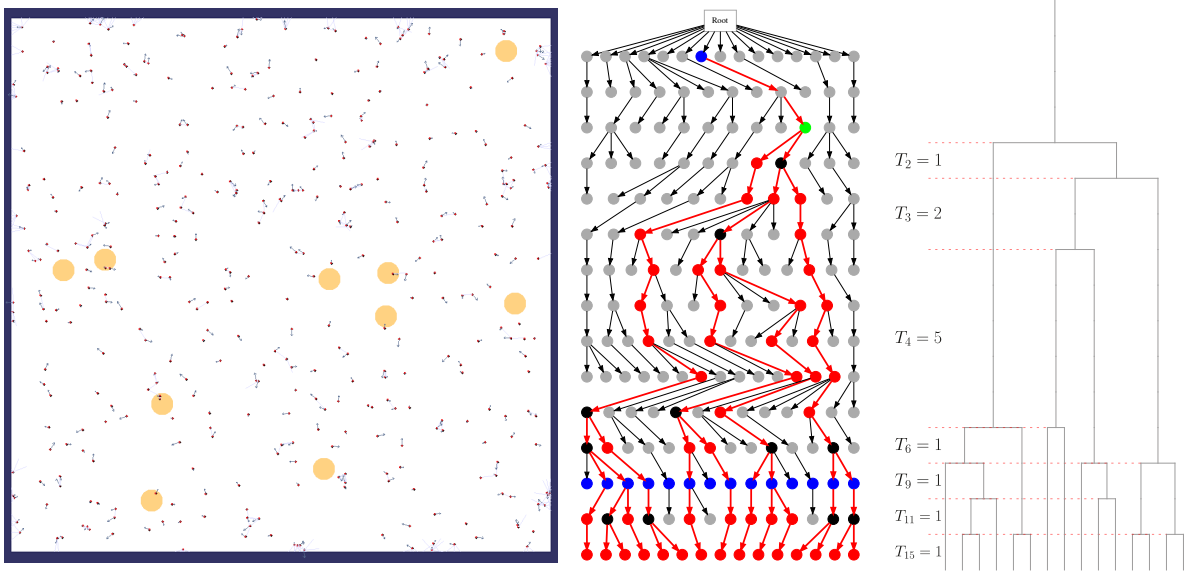 Root
T₂ = 1
T₃ = 2
T₄ = 5
T₆ = 1
T₉ = 1
T₁₁ = 1
T₁₅ = 1